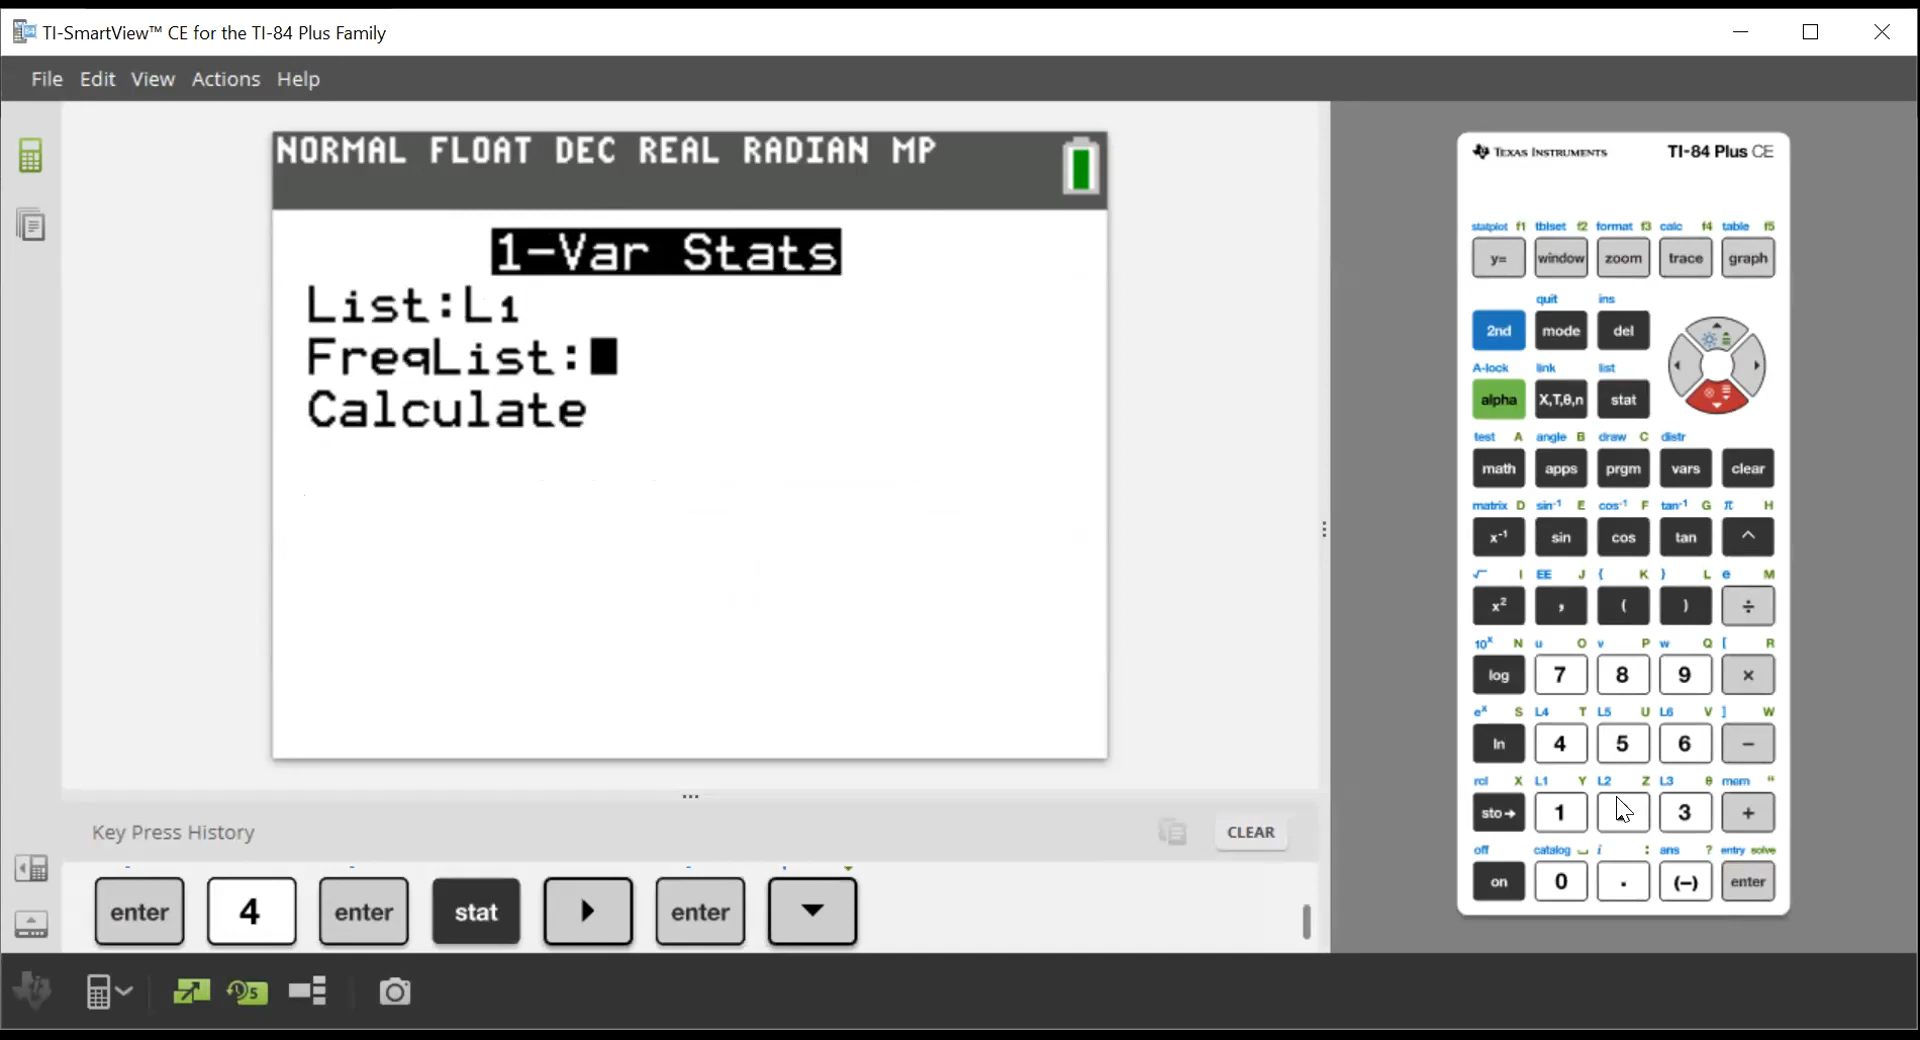 TI-SmartView™ CE for the TI-84 Plus Family
File Edit View Actions Help
NORMAL FLOAT DEC REAL RADIAN MP
1-Var Stats
List:L₁
FreqList:
Calculate
Key Press History
CLEAR
enter 4 enter stat enter
TEXAS INSTRUMENTS TI-84 Plus CE
statplot f1 tblset f2 format f3 calc f4 table f5
y= window zoom trace graph
quit ins
2nd mode del
A-lock link list
alpha X,T,θ,n stat
test A angle B draw C distr
math apps prgm vars clear
matrix D sin⁻¹ E cos⁻¹ F tan⁻¹ G π H
x⁻¹ sin cos tan ^
√ I EE J { K } L e M
x² , ( ) ÷
10ˣ N u O v P w Q [ R
log 7 8 9 ×
eˣ S L4 T L5 U L6 V ] W
ln 4 5 6 −
rcl X L1 Y L2 Z L3 θ mem "
sto→ 1 3 +
off catalog ⎵ i : ans ? entry solve
on 0 . (–) enter
5